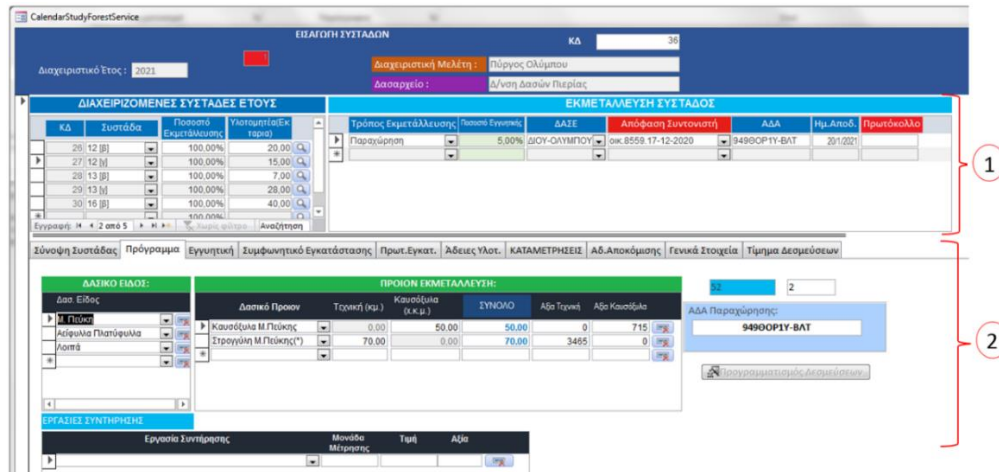 CalendarStudyForestService
ΕΙΣΑΓΩΓΗ ΣΥΣΤΑΔΩΝ
ΚΔ 36
Διαχειριστικό Έτος : 2021
Διαχειριστική Μελέτη : Πύργος Ολύμπου
Δασαρχείο : Δ/νση Δασών Πιερίας
ΔΙΑΧΕΙΡΙΖΟΜΕΝΕΣ ΣΥΣΤΑΔΕΣ ΕΤΟΥΣ
ΚΔ Συστάδα Ποσοστό Εκμετάλλευσης Υλοτομητέα(Εκταρια)
26 12 [β] 100,00% 20,00
27 12 [γ] 100,00% 15,00
28 13 [β] 100,00% 7,00
29 13 [γ] 100,00% 28,00
30 16 [β] 100,00% 40,00
100,00% 0
Εγγραφή: 2 από 5 Χωρίς φίλτρο Αναζήτηση
ΕΚΜΕΤΑΛΛΕΥΣΗ ΣΥΣΤΑΔΟΣ
Τρόπος Εκμετάλλευσης Ποσοστό Εγγυητικής ΔΑΣΕ Απόφαση Συντονιστή ΑΔΑ Ημ.Αποδ. Πρωτόκολλο
Παραχώρηση 5,00% ΔΙΟΥ-ΟΛΥΜΠΟΥ οικ.8559.17-12-2020 949ΘΟΡ1Υ-ΒΛΤ 20/1/2021
1
Σύνοψη Συστάδας Πρόγραμμα Εγγυητική Συμφωνητικό Εγκατάστασης Πρωτ.Εγκατ. Άδειες Υλοτ. ΚΑΤΑΜΕΤΡΗΣΕΙΣ Αδ.Αποκόμισης Γενικά Στοιχεία Τίμημα Δεσμεύσεων
ΔΑΣΙΚΟ ΕΙΔΟΣ:
Δασ. Είδος
Μ. Πεύκη
Αείφυλλα Πλατύφυλλα
Λοιπά
ΠΡΟΙΟΝ ΕΚΜΕΤΑΛΛΕΥΣΗ:
Δασικό Προιον Τεχνική (κμ.) Καυσόξυλα (χ.κ.μ.) ΣΥΝΟΛΟ Αξία Τεχνική Αξία Καυσόξυλα
Καυσόξυλα Μ.Πεύκης 0.00 50,00 50.00 0 715
Στρογγύλη Μ.Πεύκης(*) 70.00 0,00 70.00 3465 0
52 2
ΑΔΑ Παραχώρησης:
949ΘΟΡ1Υ-ΒΛΤ
Προγραμματισμός Δεσμεύσεων
2
ΕΡΓΑΣΙΕΣ ΣΥΝΤΗΡΗΣΗΣ
Εργασία Συντήρησης Μονάδα Μέτρησης Τιμή Αξία